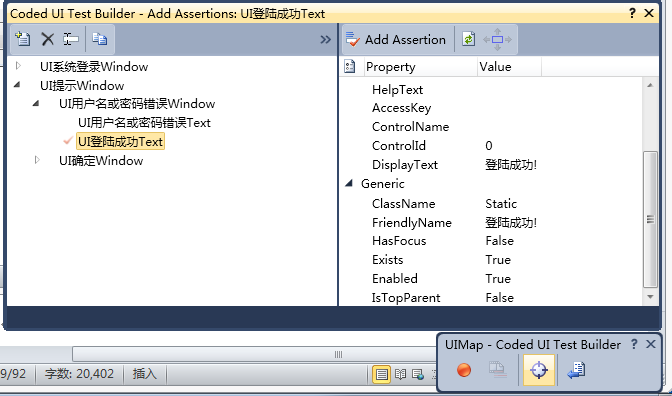 Coded UI Test Builder - Add Assertions: UI登陆成功Text
Add Assertion
UI系统登录Window
UI提示Window
UI用户名或密码错误Window
UI用户名或密码错误Text
UI登陆成功Text
UI确定Window
Property Value
HelpText
AccessKey
ControlName
ControlId 0
DisplayText 登陆成功!
Generic
ClassName Static
FriendlyName 登陆成功!
HasFocus False
Exists True
Enabled True
IsTopParent False
UIMap - Coded UI Test Builder
9/92 字数: 20,402 插入